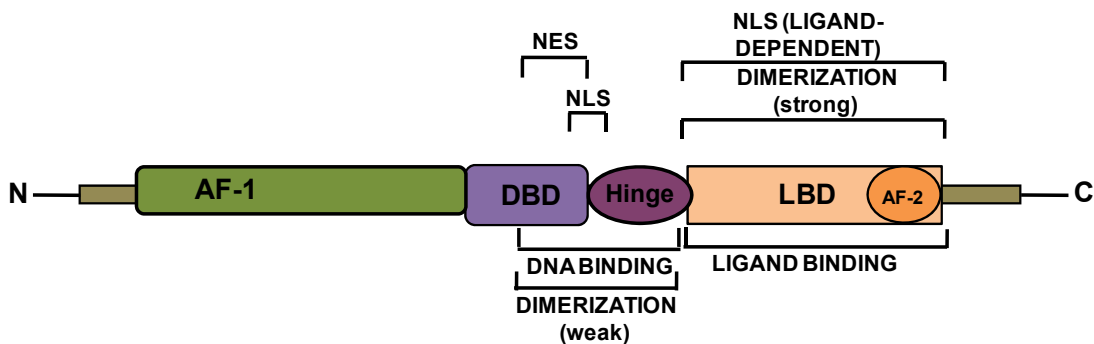 NLS (LIGAND-
DEPENDENT)
NES
DIMERIZATION
(strong)
NLS
N
AF-1
DBD
Hinge
LBD
AF-2
C
DNA BINDING
LIGAND BINDING
DIMERIZATION
(weak)